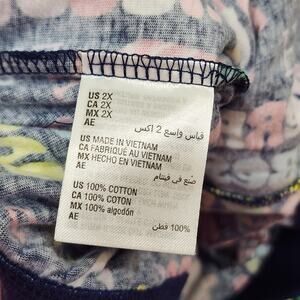 US 2X
CA 2X
MX 2X
AE
قياس واسع 2 اكس
US MADE IN VIETNAM
CA FABRIQUÉ AU VIETNAM
MX HECHO EN VIETNAM
AE
صنع في فيتنام
US 100% COTTON
CA 100% COTON
MX 100% algodón
AE
100% قطن